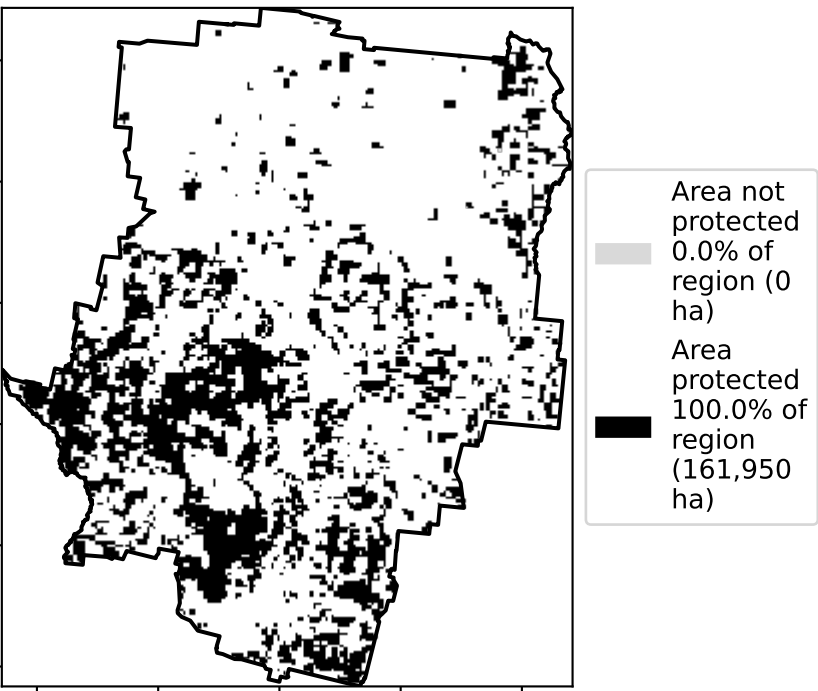 Area not
protected
0.0% of
region (0
ha)
Area
protected
100.0% of
region
(161,950
ha)